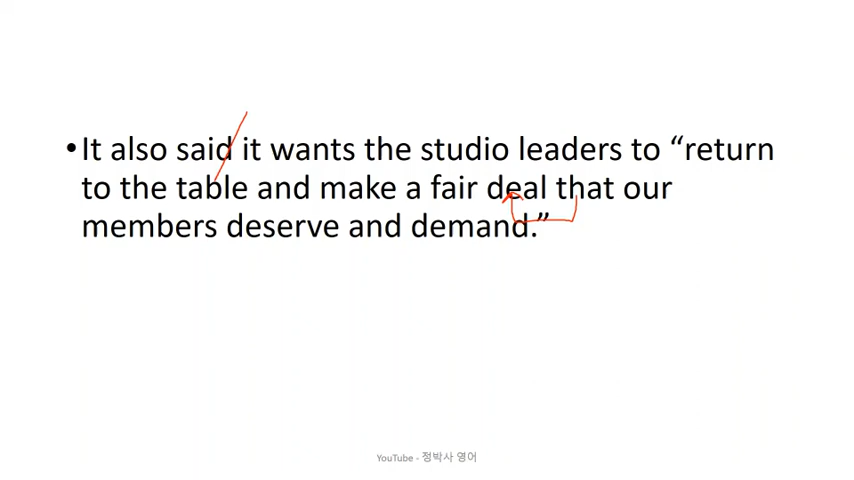 •It also said it wants the studio leaders to “return
to the table and make a fair deal that our
members deserve and demand.”
YouTube - 정박사 영어